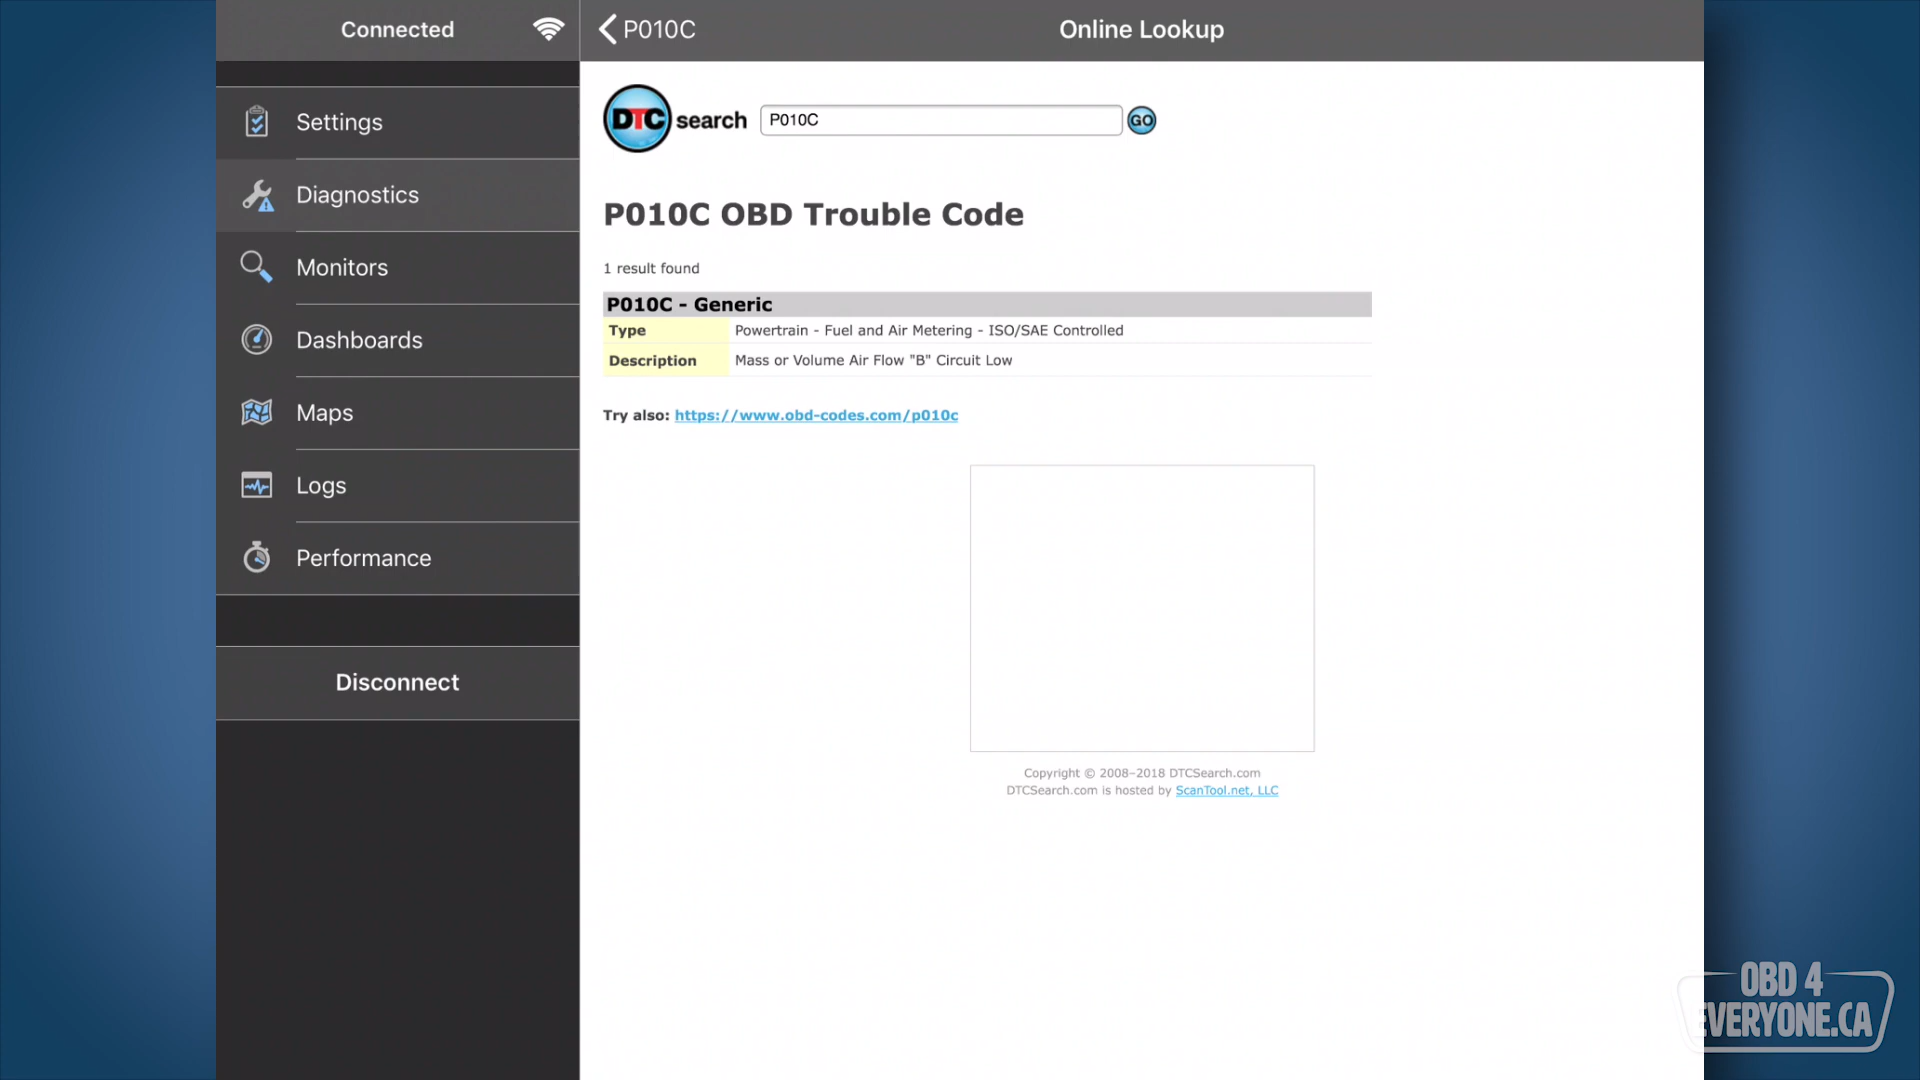 Connected
P010C
Online Lookup
Settings
Diagnostics
Monitors
Dashboards
Maps
Logs
Performance
Disconnect
DTC search
P010C
GO
P010C OBD Trouble Code
1 result found
P010C - Generic
Type Powertrain - Fuel and Air Metering - ISO/SAE Controlled
Description Mass or Volume Air Flow "B" Circuit Low
Try also: https://www.obd-codes.com/p010c
Copyright © 2008–2018 DTCSearch.com
DTCSearch.com is hosted by ScanTool.net, LLC
OBD 4
EVERYONE.CA